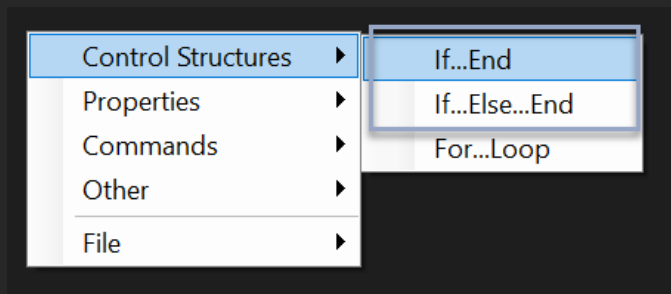 Control Structures
Properties
Commands
Other
File
If...End
If...Else...End
For...Loop